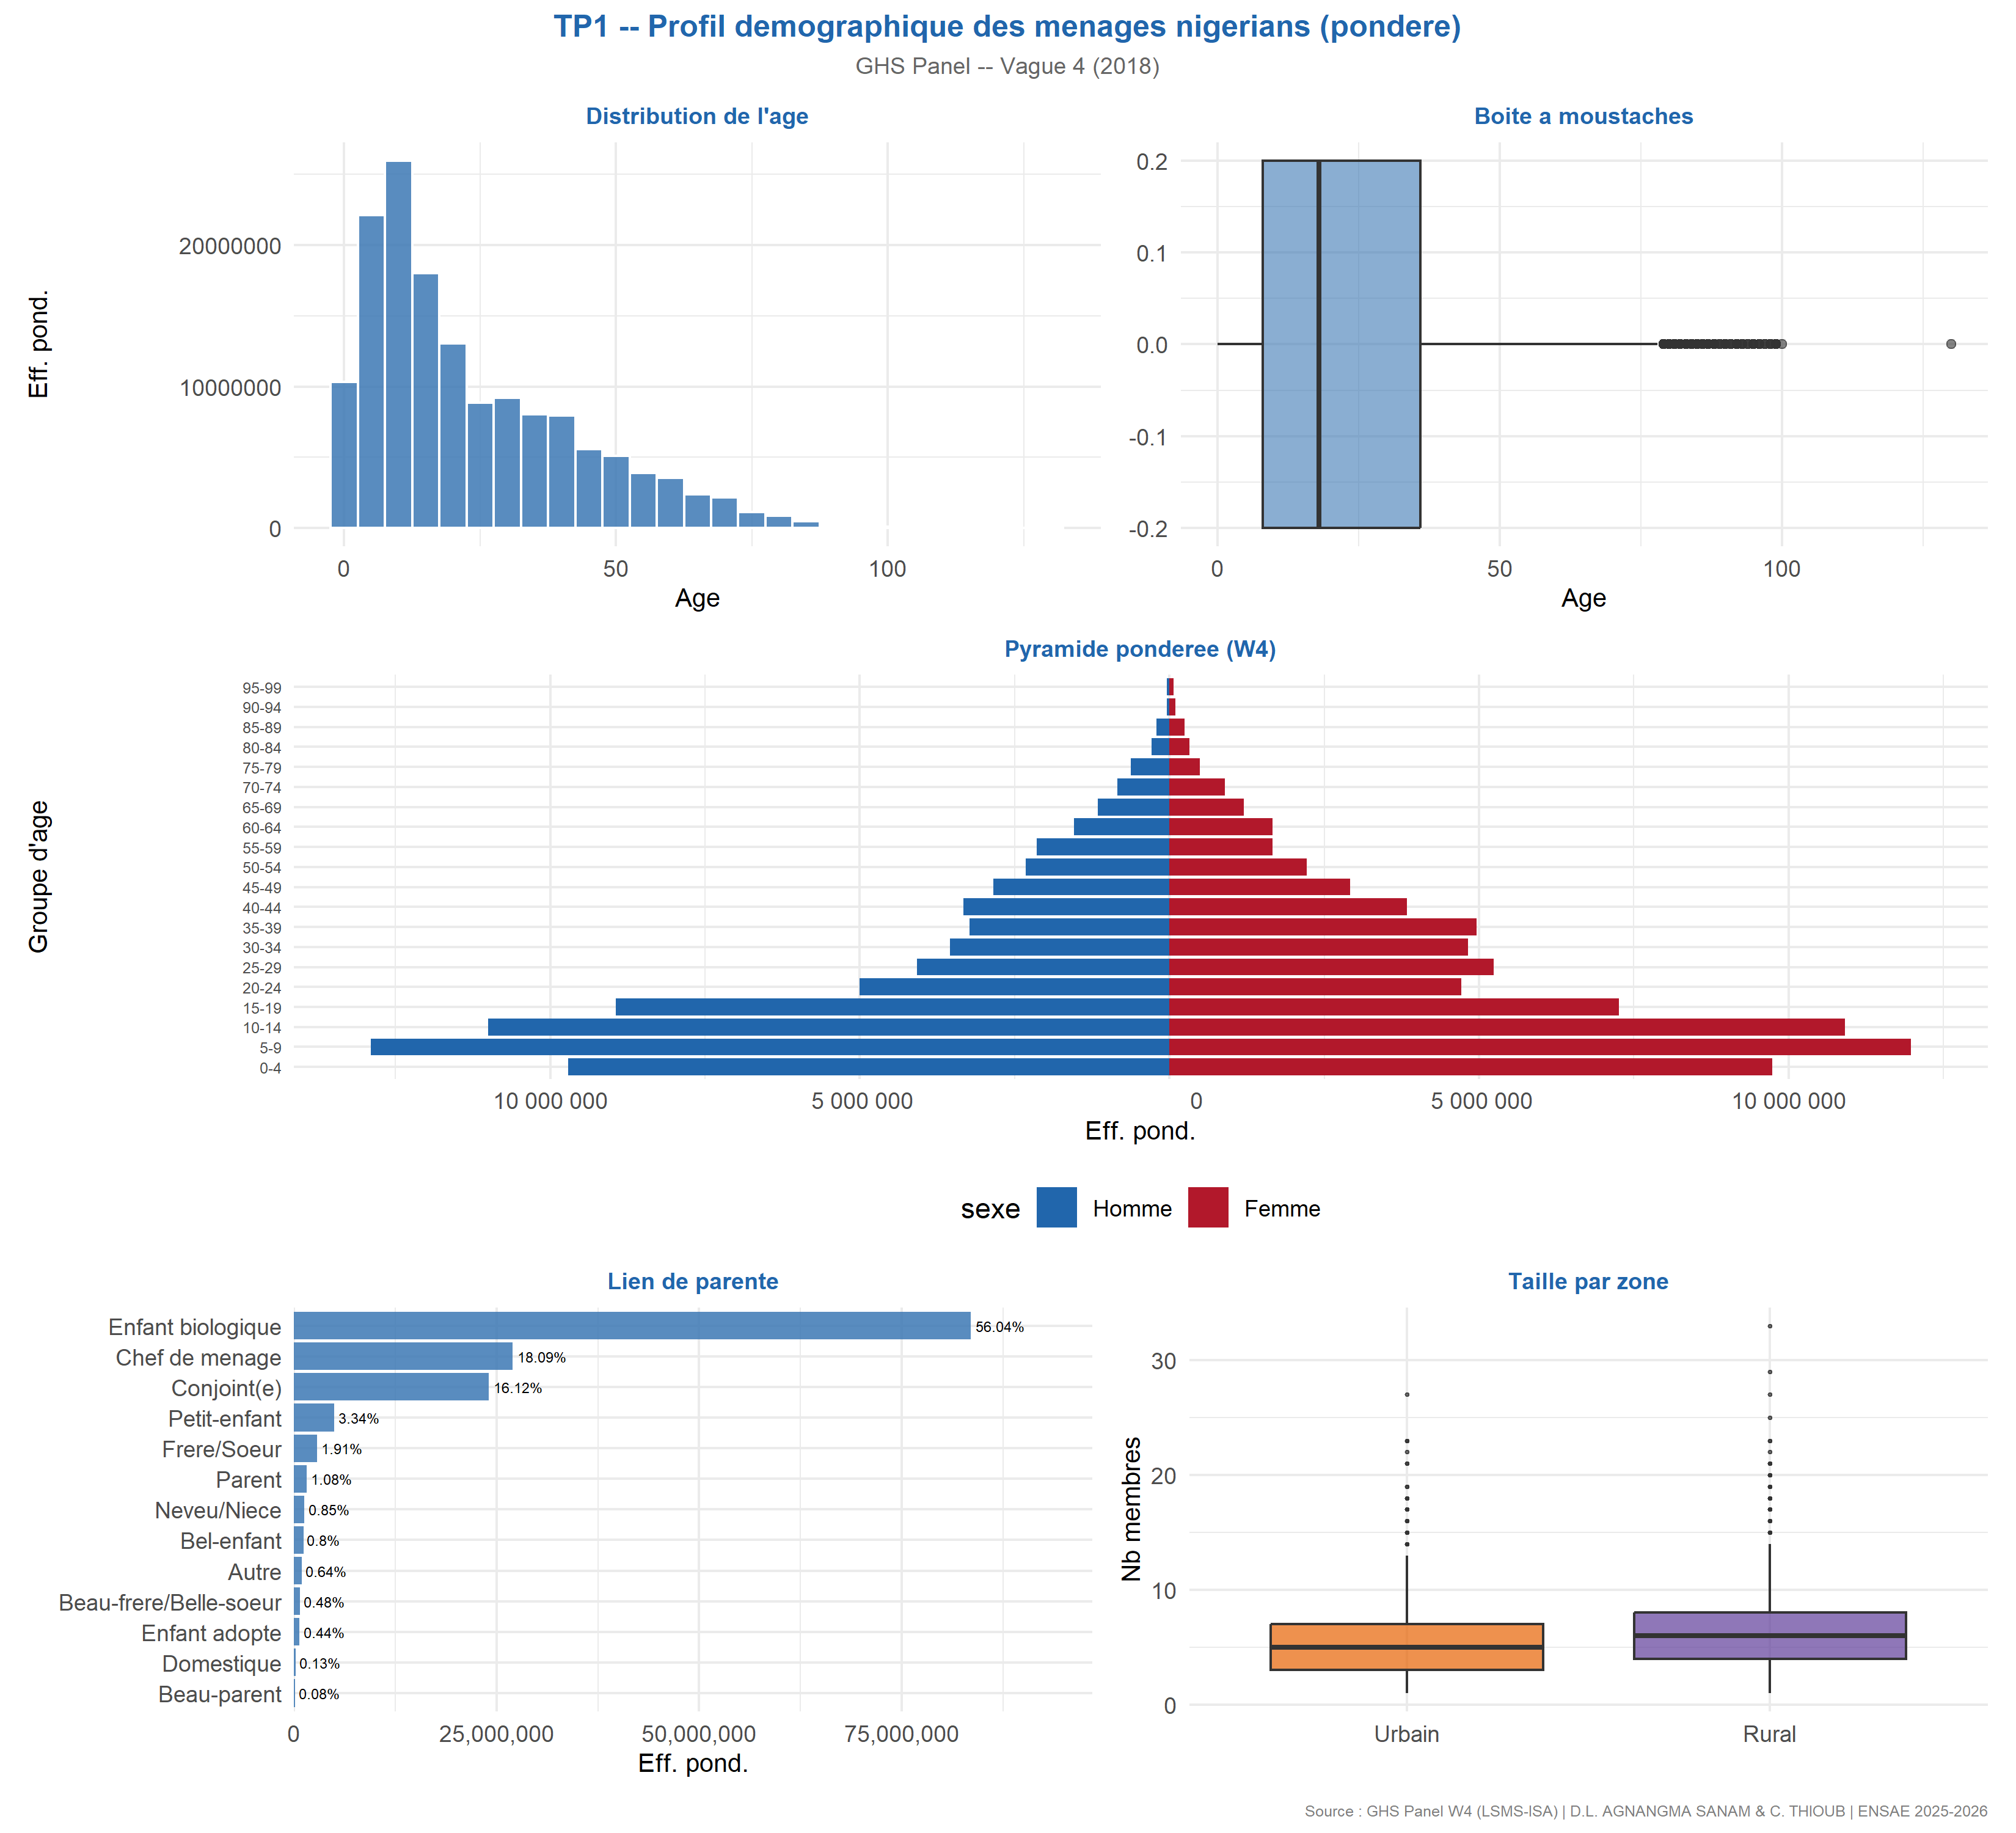 TP1 -- Profil demographique des menages nigerians (pondere)
GHS Panel -- Vague 4 (2018)
Distribution de l'age
Eff. pond.
20000000
10000000
0
0 50 100
Age
Boite a moustaches
0.2
0.1
0.0
-0.1
-0.2
0 50 100
Age
Pyramide ponderee (W4)
Groupe d'age
95-99
90-94
85-89
80-84
75-79
70-74
65-69
60-64
55-59
50-54
45-49
40-44
35-39
30-34
25-29
20-24
15-19
10-14
5-9
0-4
10 000 000 5 000 000 0 5 000 000 10 000 000
Eff. pond.
sexe Homme Femme
Lien de parente
Enfant biologique 56.04%
Chef de menage 18.09%
Conjoint(e) 16.12%
Petit-enfant 3.34%
Frere/Soeur 1.91%
Parent 1.08%
Neveu/Niece 0.85%
Bel-enfant 0.8%
Autre 0.64%
Beau-frere/Belle-soeur 0.48%
Enfant adopte 0.44%
Domestique 0.13%
Beau-parent 0.08%
0 25,000,000 50,000,000 75,000,000
Eff. pond.
Taille par zone
Nb membres
30
20
10
0
Urbain Rural
Source : GHS Panel W4 (LSMS-ISA) | D.L. AGNANGMA SANAM & C. THIOUB | ENSAE 2025-2026